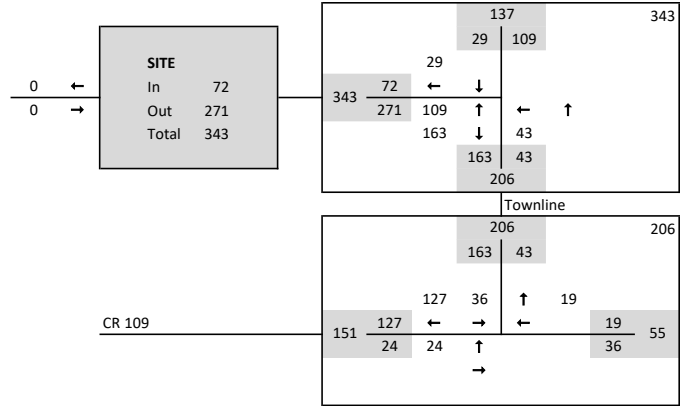 137 343
29 109
29
SITE
0 ← In 72 343 72 ← ↓
0 → Out 271 271 109 ↑ ← ↑
Total 343 163 ↓ 43
163 43
206
Townline
206 206
163 43
127 36 ↑ 19
CR 109 151 127 ← → ← 19 55
24 24 ↑ 36
→